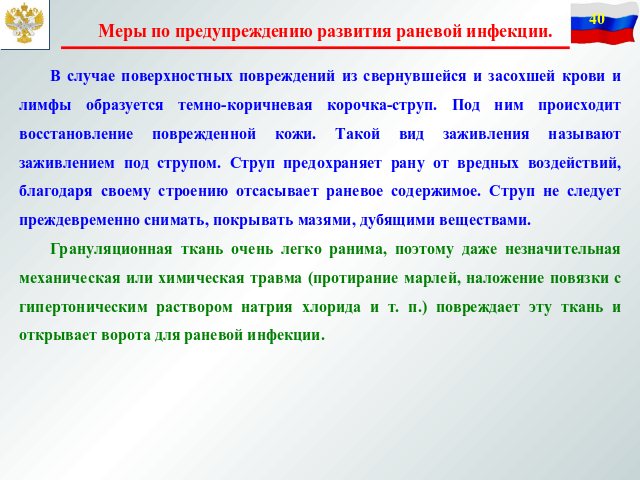 40
Меры по предупреждению развития раневой инфекции.
В случае поверхностных повреждений из свернувшейся и засохшей крови и
лимфы образуется темно-коричневая корочка-струп. Под ним происходит
восстановление поврежденной кожи. Такой вид заживления называют
заживлением под струпом. Струп предохраняет рану от вредных воздействий,
благодаря своему строению отсасывает раневое содержимое. Струп не следует
преждевременно снимать, покрывать мазями, дубящими веществами.
Грануляционная ткань очень легко ранима, поэтому даже незначительная
механическая или химическая травма (протирание марлей, наложение повязки с
гипертоническим раствором натрия хлорида и т. п.) повреждает эту ткань и
открывает ворота для раневой инфекции.